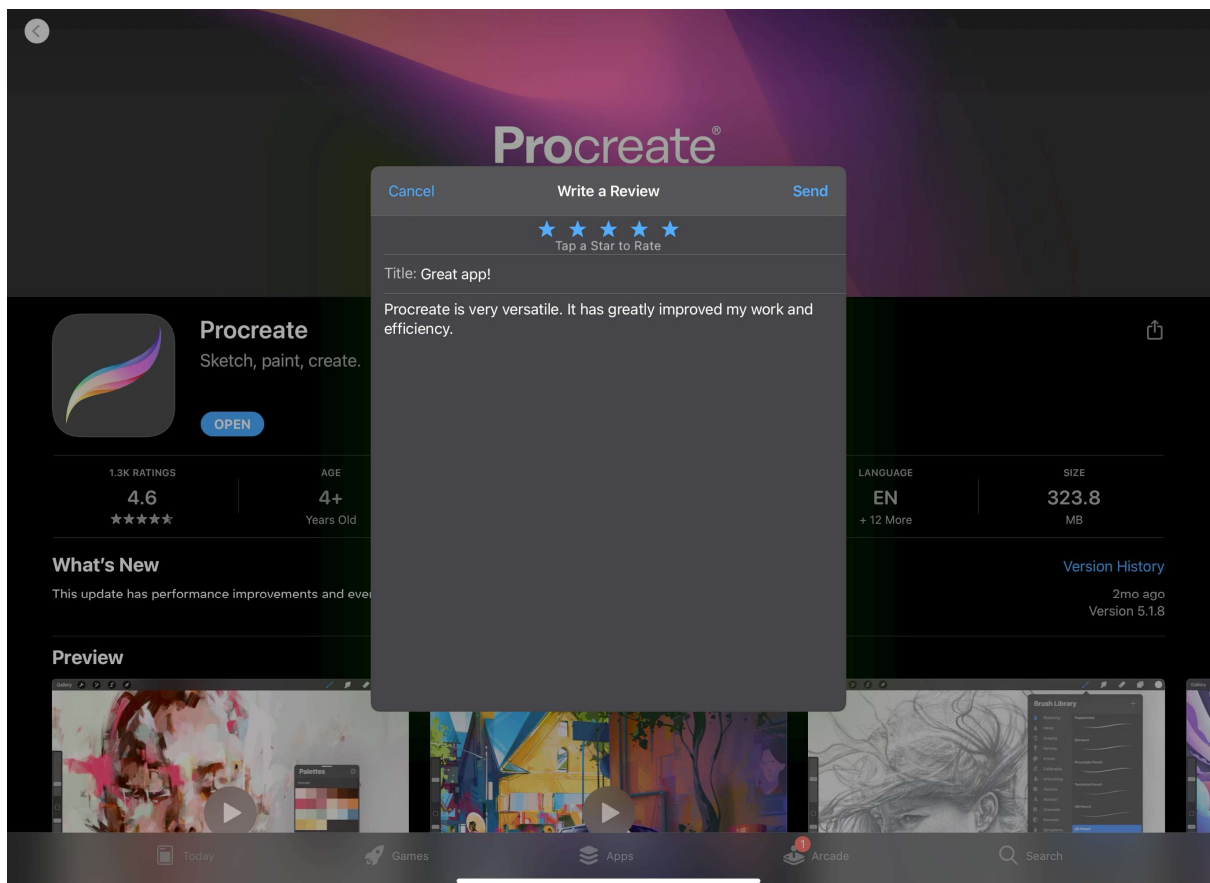 Procreate®
Cancel
Write a Review
Send
Tap a Star to Rate
Title: Great app!
Procreate is very versatile. It has greatly improved my work and
efficiency.
Procreate
Sketch, paint, create.
OPEN
1.3K RATINGS
4.6
AGE
4+
Years Old
LANGUAGE
EN
+ 12 More
SIZE
323.8
MB
What's New
Version History
This update has performance improvements and eve
2mo ago
Version 5.1.8
Preview
Gallery
Palettes
Brush Library
Gallery
Today
Games
Apps
1
Arcade
Search